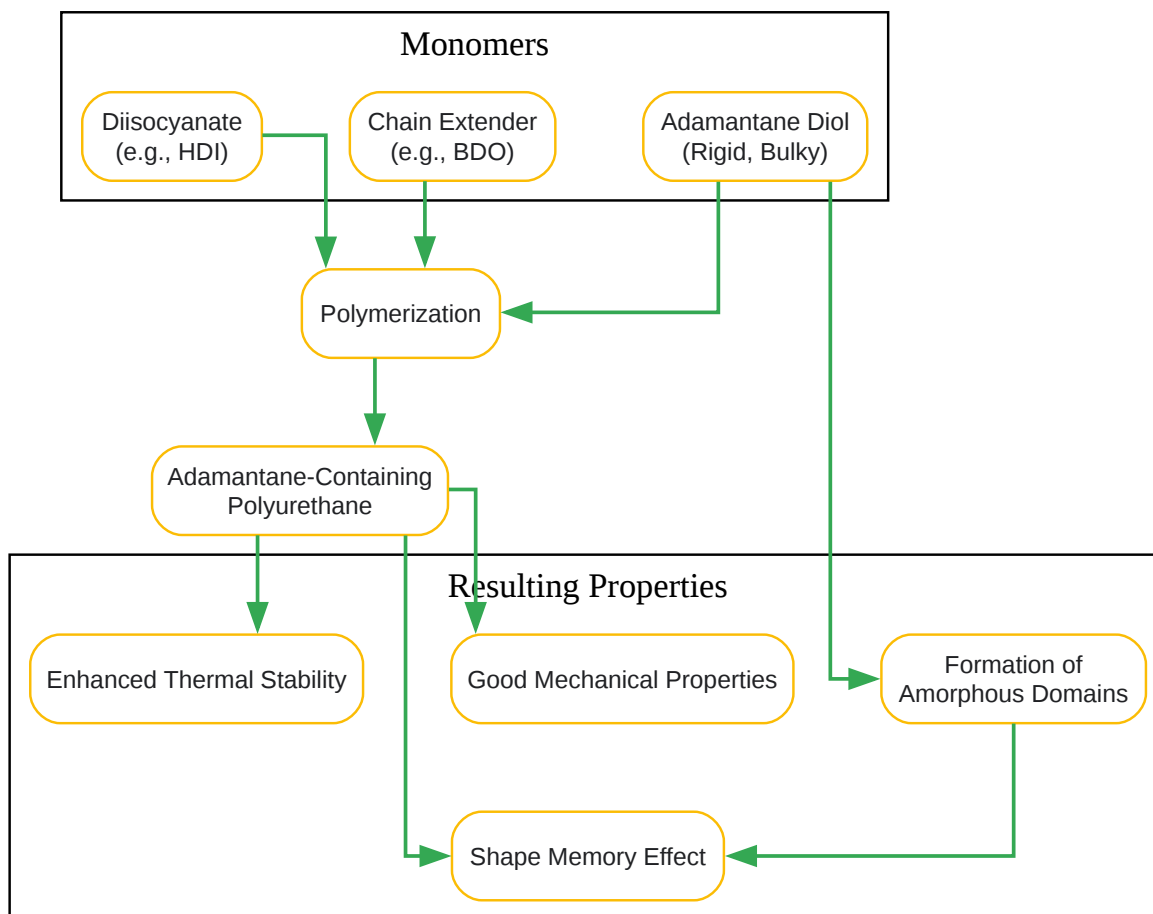 Monomers
Diisocyanate
(e.g., HDI)
Chain Extender
(e.g., BDO)
Adamantane Diol
(Rigid, Bulky)
Polymerization
Adamantane-Containing
Polyurethane
Resulting Properties
Enhanced Thermal Stability
Good Mechanical Properties
Formation of
Amorphous Domains
Shape Memory Effect